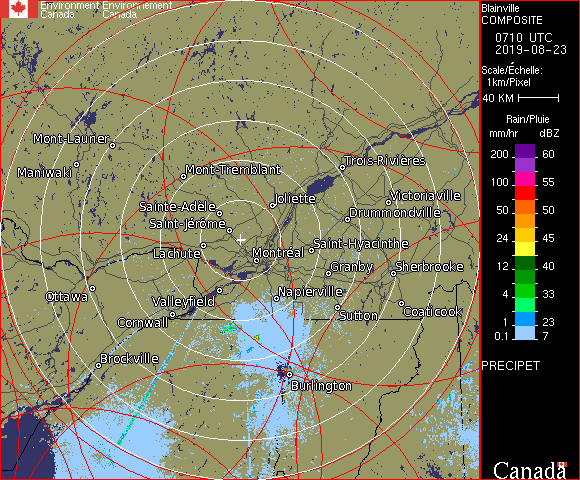 Environment Environnement
Canada Canada
Blainville
COMPOSITE
0710 UTC
2019-08-23
Scale/Échelle:
1km/Pixel
40 KM
Rain/Pluie
mm/hr dBZ
200 60
100 55
50 50
24 45
12 40
4 33
1 23
0.1 7
PRECIPET
Canada
Mont-Laurier
Maniwaki
Mont-Tremblant
Trois-Rivières
Joliette
Victoriaville
Sainte-Adèle
Drummondville
Saint-Jérôme
Saint-Hyacinthe
Lachute
Montréal
Granby
Sherbrooke
Ottawa
Valleyfield
Napierville
Cornwall
Sutton
Coaticook
Brockville
Burlington